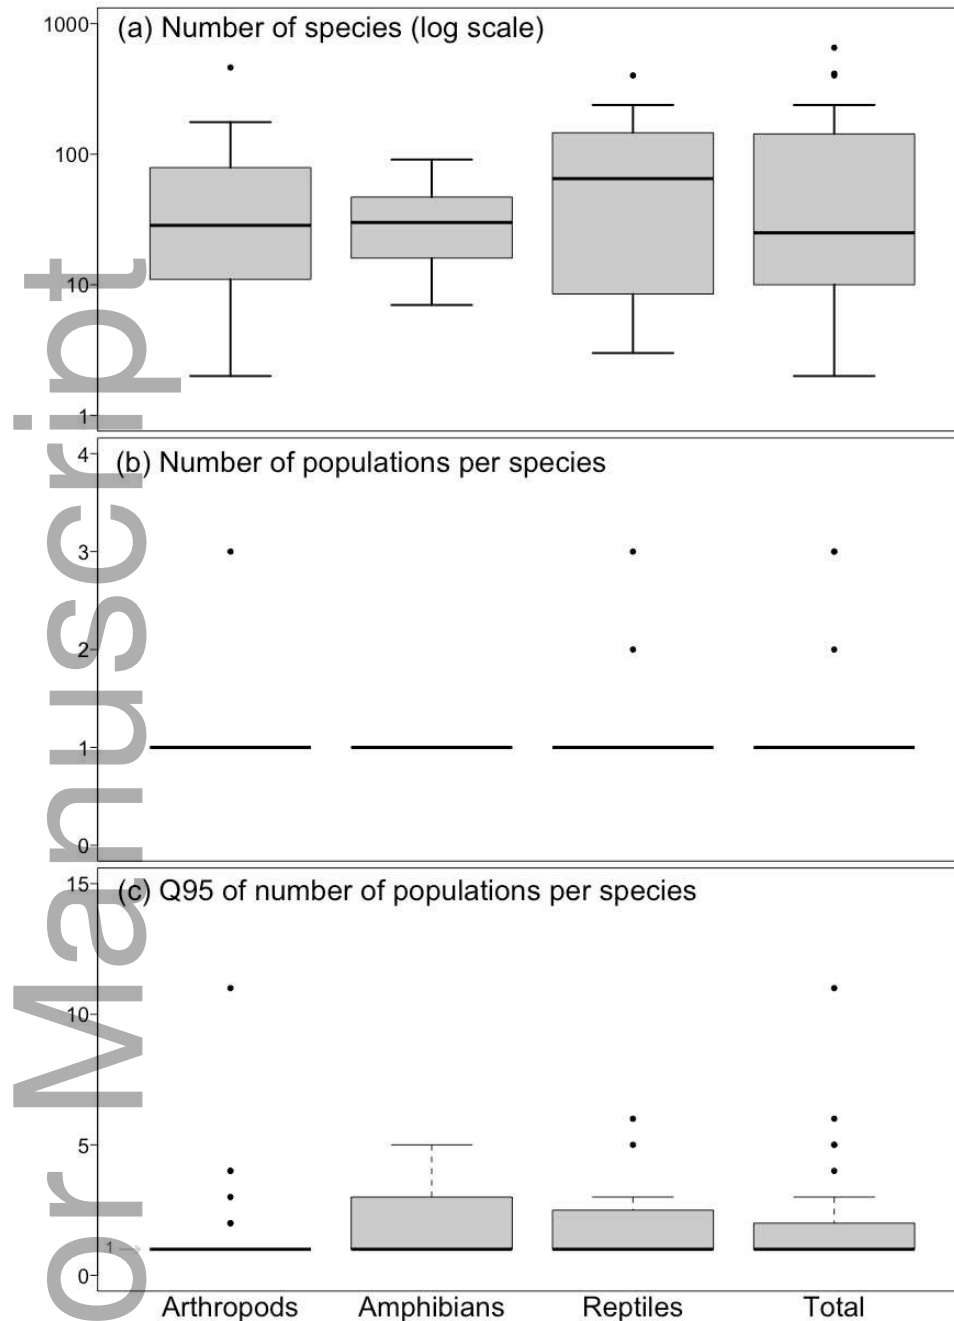 (a) Number of species (log scale)
1000
100
10
1
(b) Number of populations per species
4
3
2
1
0
(c) Q95 of number of populations per species
15
10
5
1
0
Arthropods Amphibians Reptiles Total
or Manuscript